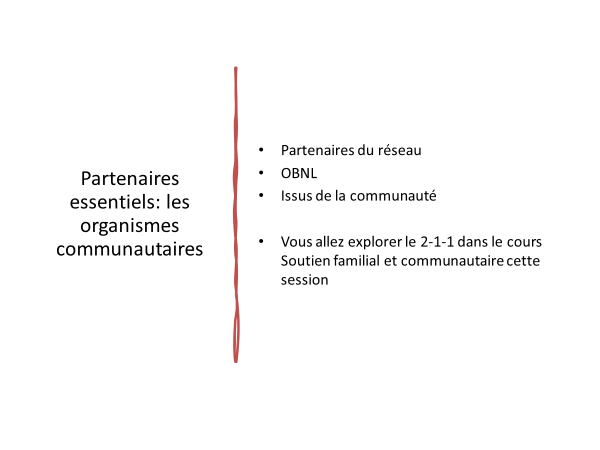 Partenaires
essentiels: les
organismes
communautaires
• Partenaires du réseau
• OBNL
• Issus de la communauté
• Vous allez explorer le 2-1-1 dans le cours
Soutien familial et communautaire cette
session